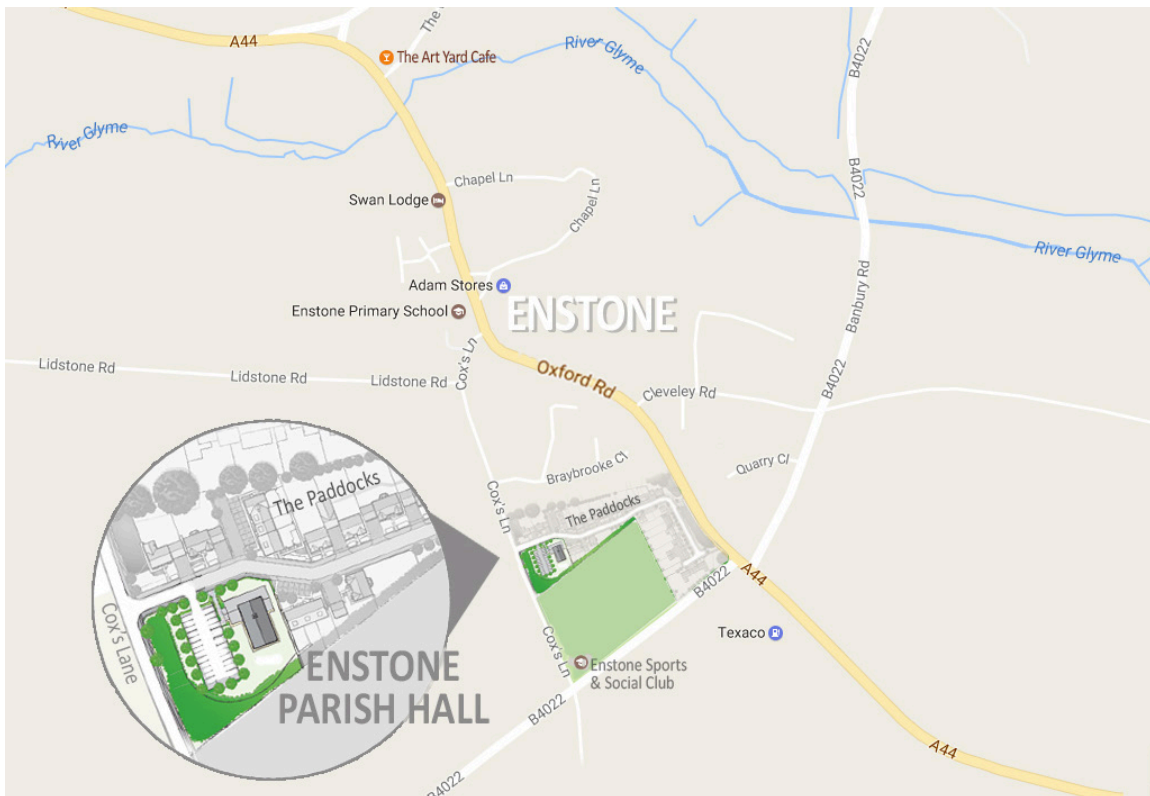 A44
The
The Art Yard Cafe
River Glyme
B4022
River Glyme
B4022
Chapel Ln
Swan Lodge
Chapel Ln
River Glyme
Adam Stores
Banbury Rd
Enstone Primary School
ENSTONE
Cox's Ln
Lidstone Rd
Lidstone Rd
Lidstone Rd
Oxford Rd
Cleveley Rd
B4022
Braybrooke Cl
Quarry Cl
Cox's Ln
The Paddocks
The Paddocks
A44
B4022
Cox's Lane
Texaco
Cox's Ln
Enstone Sports
& Social Club
ENSTONE
PARISH HALL
B4022
A44
B4022